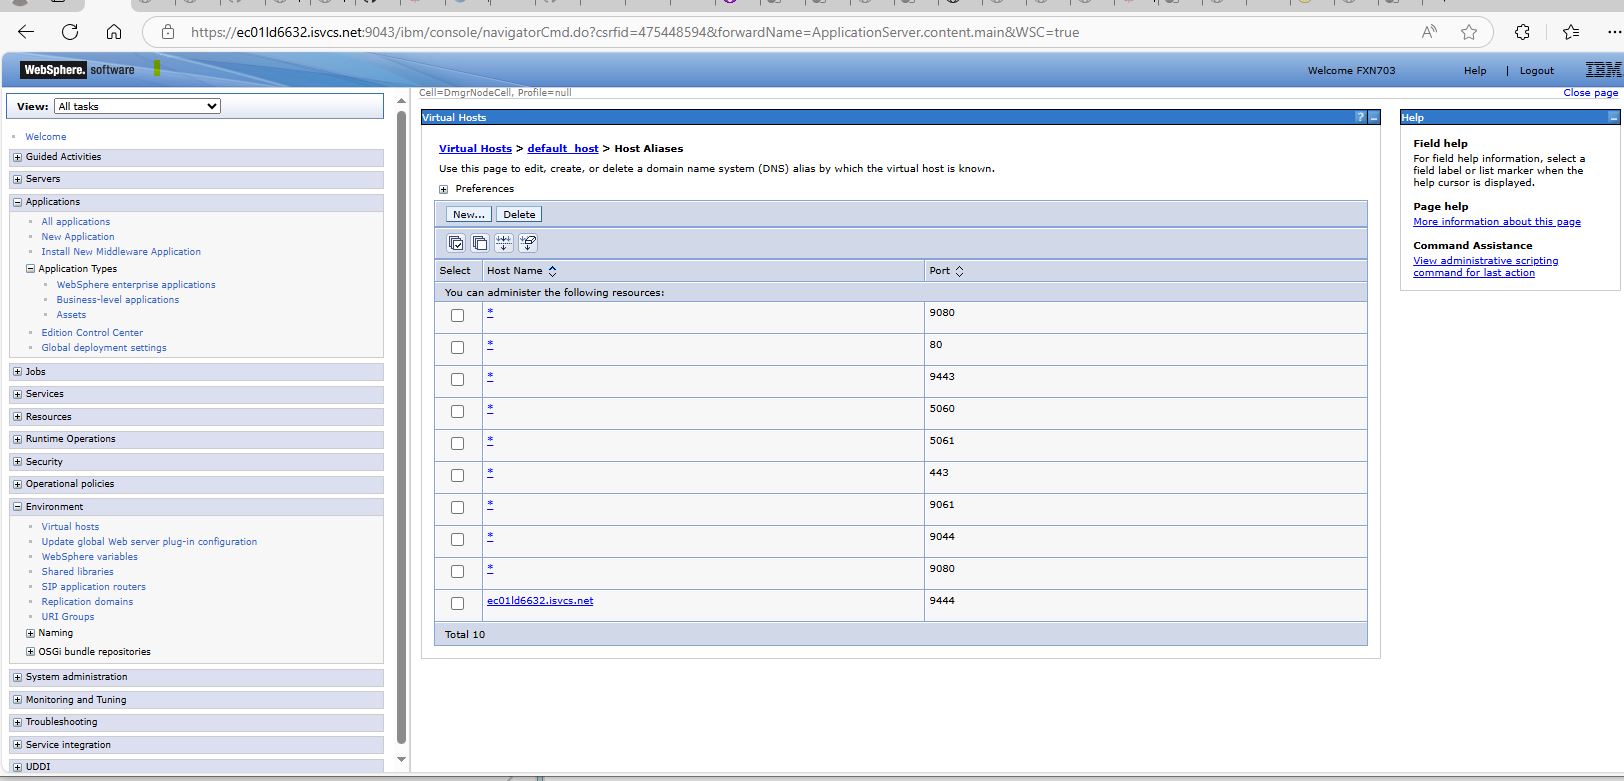 https://ec01ld6632.isvcs.net:9043/ibm/console/navigatorCmd.do?csrfid=475448594&forwardName=ApplicationServer.content.main&WSC=true
WebSphere. software
Welcome FXN703
Help | Logout
IBM
View: All tasks
Cell=DmgrNodeCell, Profile=null
Close page
Welcome
Guided Activities
Servers
Applications
All applications
New Application
Install New Middleware Application
Application Types
WebSphere enterprise applications
Business-level applications
Assets
Edition Control Center
Global deployment settings
Jobs
Services
Resources
Runtime Operations
Security
Operational policies
Environment
Virtual hosts
Update global Web server plug-in configuration
WebSphere variables
Shared libraries
SIP application routers
Replication domains
URI Groups
Naming
OSGi bundle repositories
System administration
Monitoring and Tuning
Troubleshooting
Service integration
UDDI
Virtual Hosts
? -
Virtual Hosts > default_host > Host Aliases
Use this page to edit, create, or delete a domain name system (DNS) alias by which the virtual host is known.
Preferences
New... Delete
Select Host Name Port
You can administer the following resources:
* 9080
* 80
* 9443
* 5060
* 5061
* 443
* 9061
* 9044
* 9080
ec01ld6632.isvcs.net 9444
Total 10
Help
Field help
For field help information, select a
field label or list marker when the
help cursor is displayed.
Page help
More information about this page
Command Assistance
View administrative scripting
command for last action